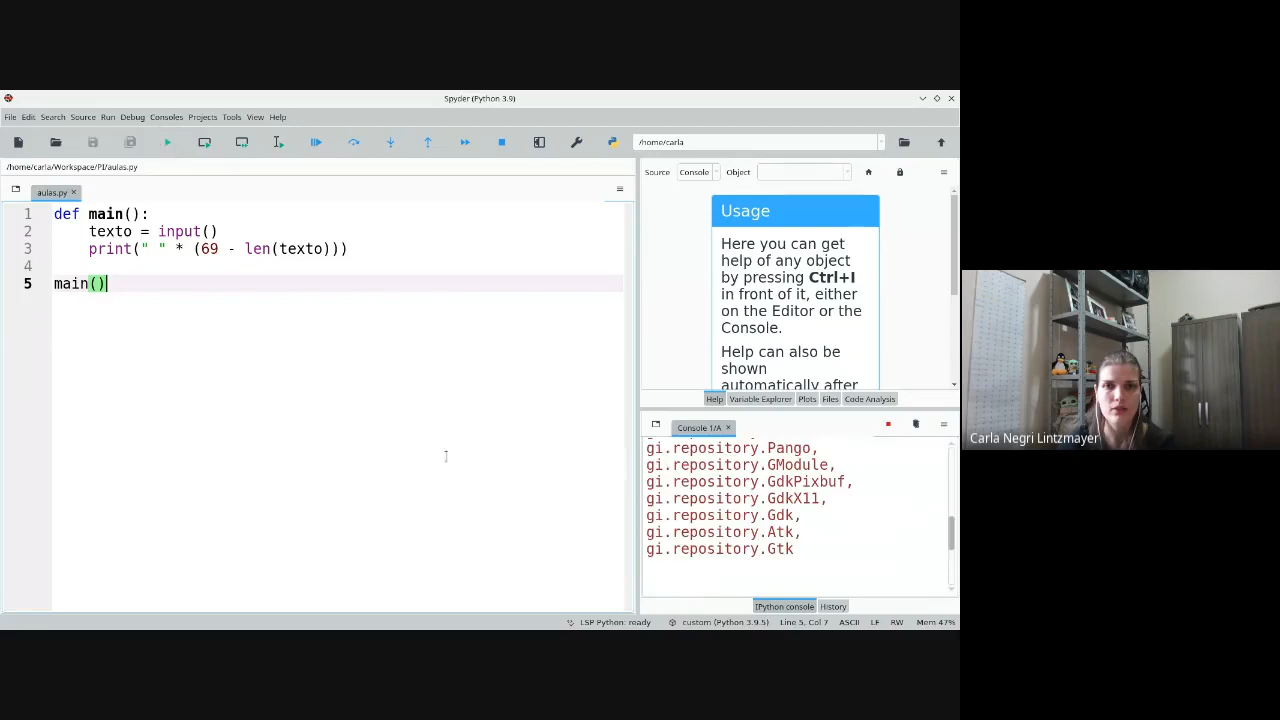 Spyder (Python 3.9)
File Edit Search Source Run Debug Consoles Projects Tools View Help
/home/carla
/home/carla/Workspace/PI/aulas.py
aulas.py
1 def main():
2 texto = input()
3 print(" " * (69 - len(texto)))
4
5 main()
Source Console Object
Usage
Here you can get
help of any object
by pressing Ctrl+I
in front of it, either
on the Editor or the
Console.
Help can also be
shown
automatically after
Help Variable Explorer Plots Files Code Analysis
Console 1/A
gi.repository.Pango,
gi.repository.GModule,
gi.repository.GdkPixbuf,
gi.repository.GdkX11,
gi.repository.Gdk,
gi.repository.Atk,
gi.repository.Gtk
IPython console History
LSP Python: ready custom (Python 3.9.5) Line 5, Col 7 ASCII LF RW Mem 47%
Carla Negri Lintzmayer